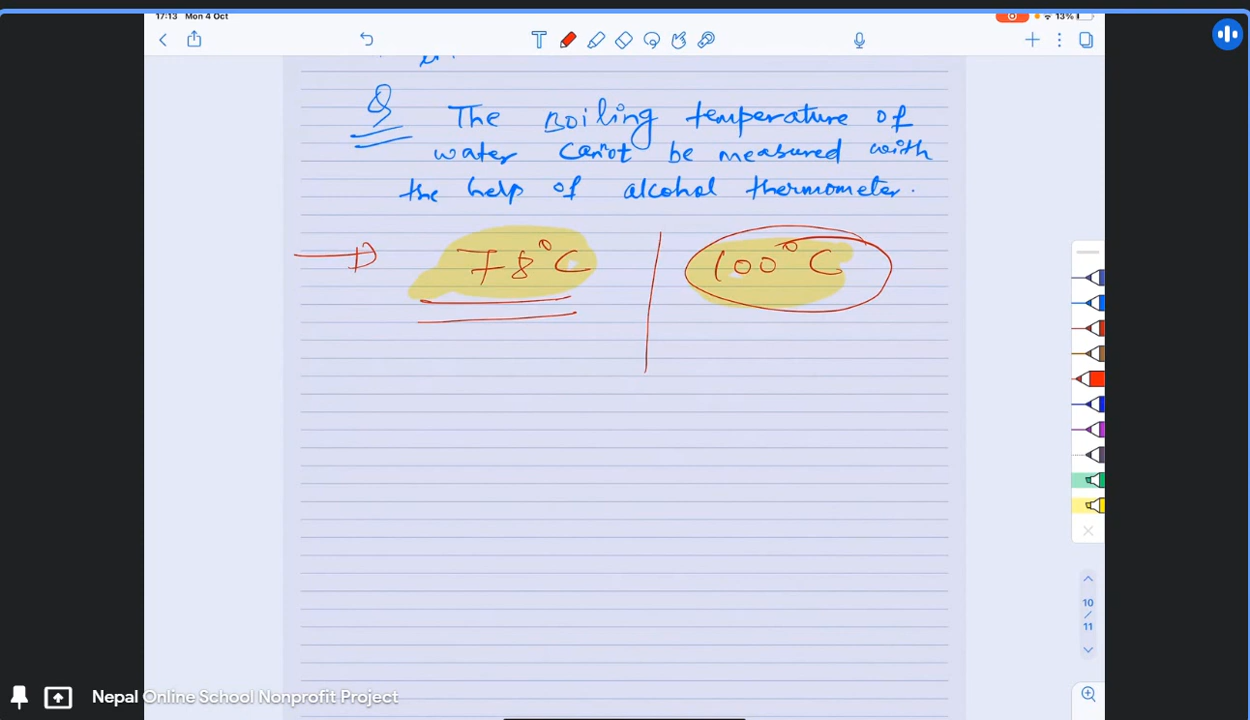 17:13 Mon 4 Oct
13%
T
Q
The Boiling temperature of
water cannot be measured with
the help of alcohol thermometer.
78°C
100°C
10
/
11
Nepal Online School Nonprofit Project